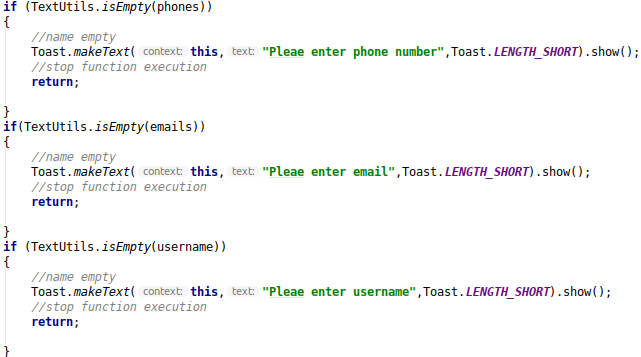 if (TextUtils.isEmpty(phones))
{
//name empty
Toast.makeText( context: this, text: "Pleae enter phone number",Toast.LENGTH_SHORT).show();
//stop function execution
return;
}
if(TextUtils.isEmpty(emails))
{
//name empty
Toast.makeText( context: this, text: "Pleae enter email",Toast.LENGTH_SHORT).show();
//stop function execution
return;
}
if (TextUtils.isEmpty(username))
{
//name empty
Toast.makeText( context: this, text: "Pleae enter username",Toast.LENGTH_SHORT).show();
//stop function execution
return;
}